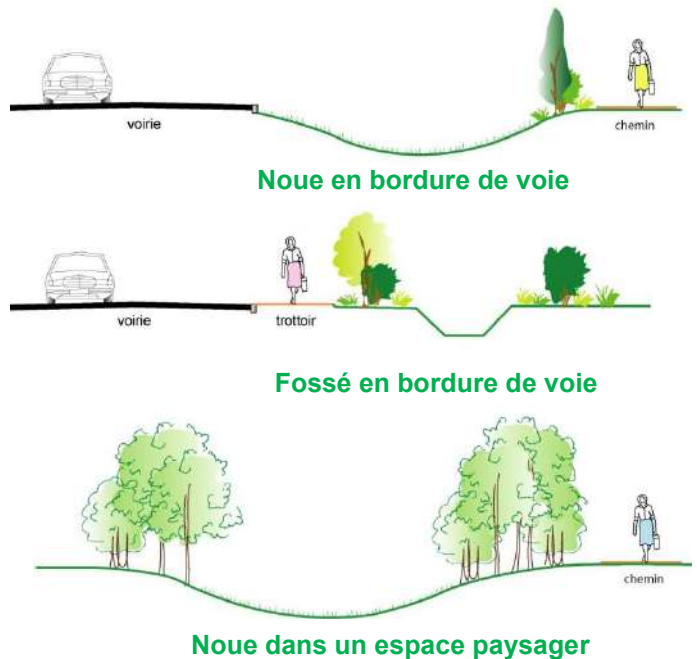 voirie
chemin
Noue en bordure de voie
voirie
trottoir
Fossé en bordure de voie
chemin
Noue dans un espace paysager